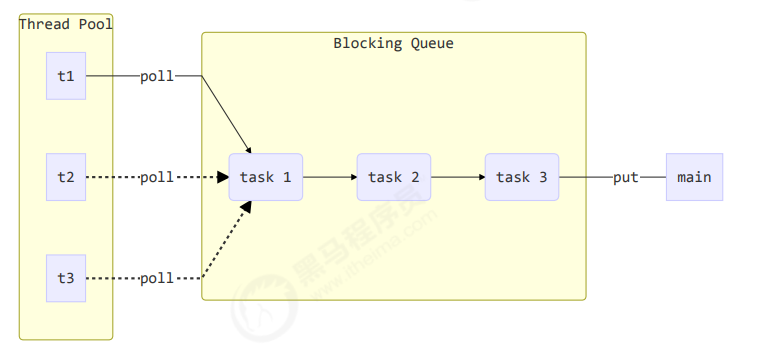 Thread Pool
Blocking Queue
t1
poll
t2
poll
task 1
task 2
task 3
put
main
t3
poll
黑马程序员
www.itheima.com